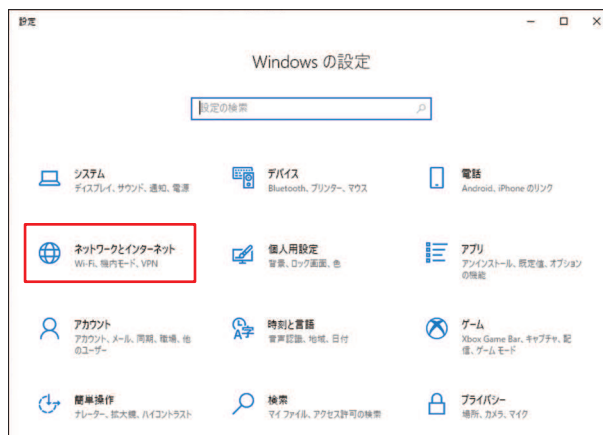 設定
Windows の設定
設定の検索
システム
ディスプレイ、サウンド、通知、電源
デバイス
Bluetooth、プリンター、マウス
電話
Android、iPhone のリンク
ネットワークとインターネット
Wi-Fi、機内モード、VPN
個人用設定
背景、ロック画面、色
アプリ
アンインストール、既定値、オプション
の機能
アカウント
アカウント、メール、同期、職場、他
のユーザー
時刻と言語
音声認識、地域、日付
ゲーム
Xbox Game Bar、キャプチャ、配
信、ゲーム モード
簡単操作
ナレーター、拡大鏡、ハイコントラスト
検索
マイ ファイル、アクセス許可の検索
プライバシー
場所、カメラ、マイク